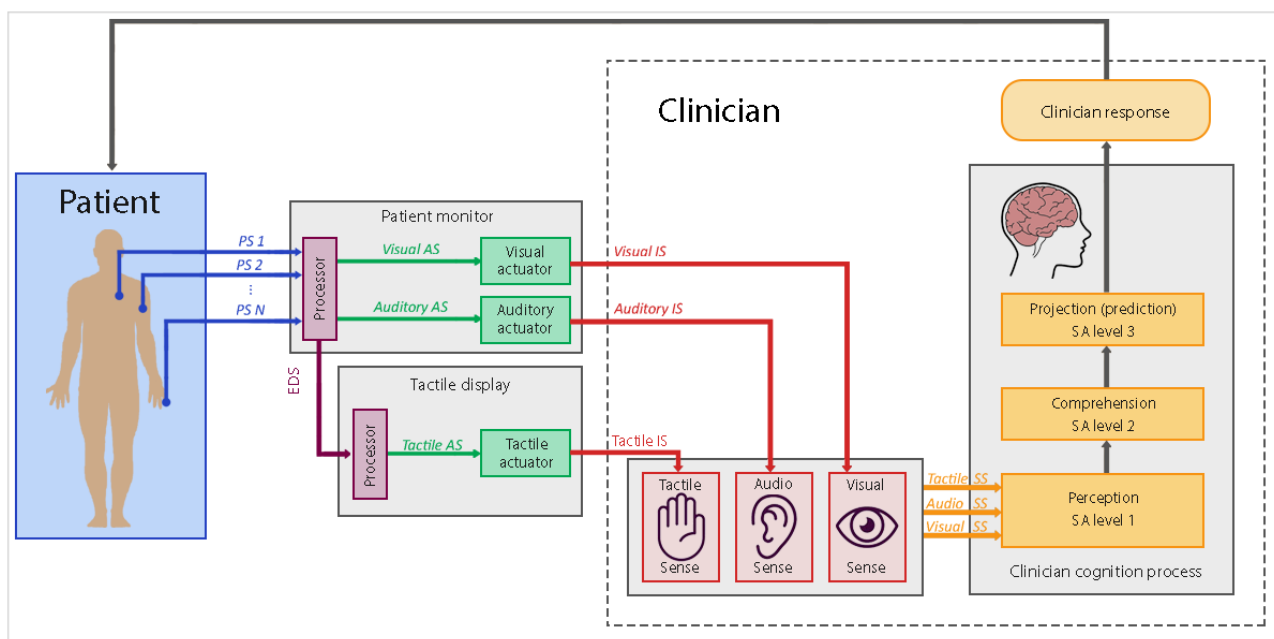 Clinician
Clinician response
Patient
Patient monitor
PS 1
PS 2
...
PS N
Processor
Visual AS
Visual
actuator
Visual IS
Auditory AS
Auditory
actuator
Auditory IS
Projection (prediction)
SA level 3
EDS
Tactile display
Processor
Tactile AS
Tactile
actuator
Tactile IS
Comprehension
SA level 2
Tactile
Sense
Audio
Sense
Visual
Sense
Tactile SS
Audio SS
Visual SS
Perception
SA level 1
Clinician cognition process